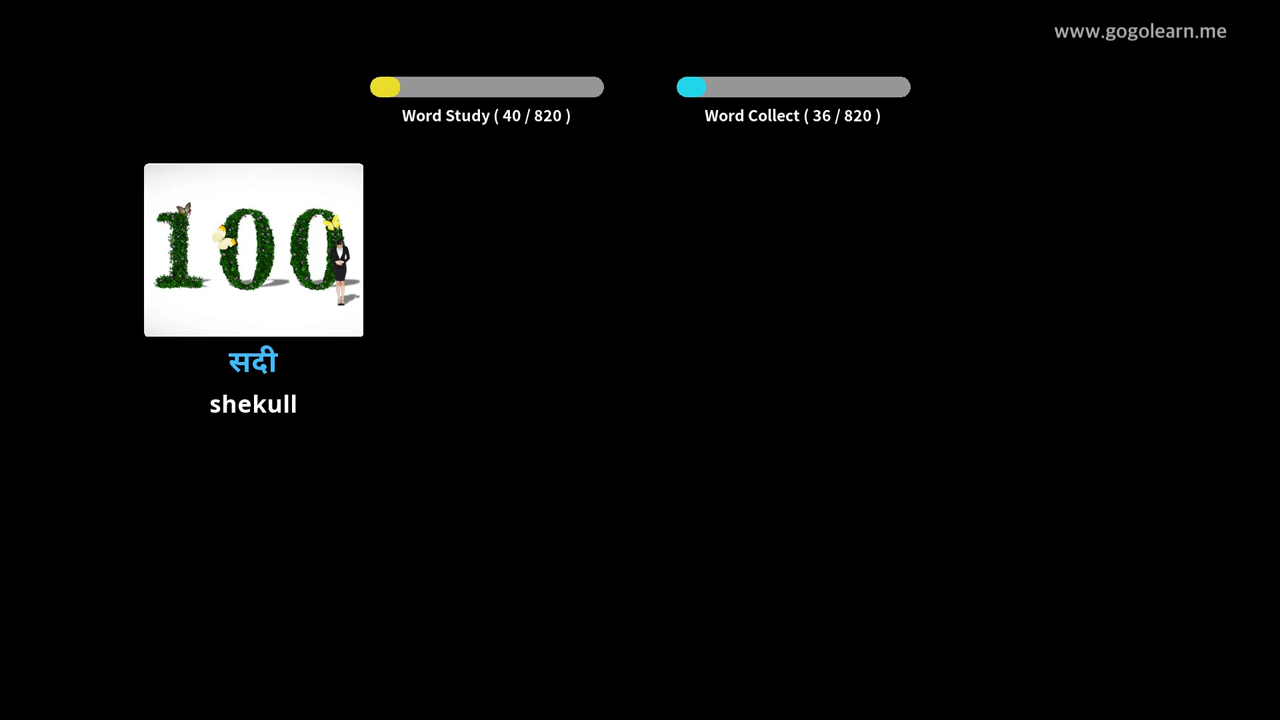 www.gogolearn.me
Word Study ( 40 / 820 )
Word Collect ( 36 / 820 )
100
सदी
shekull